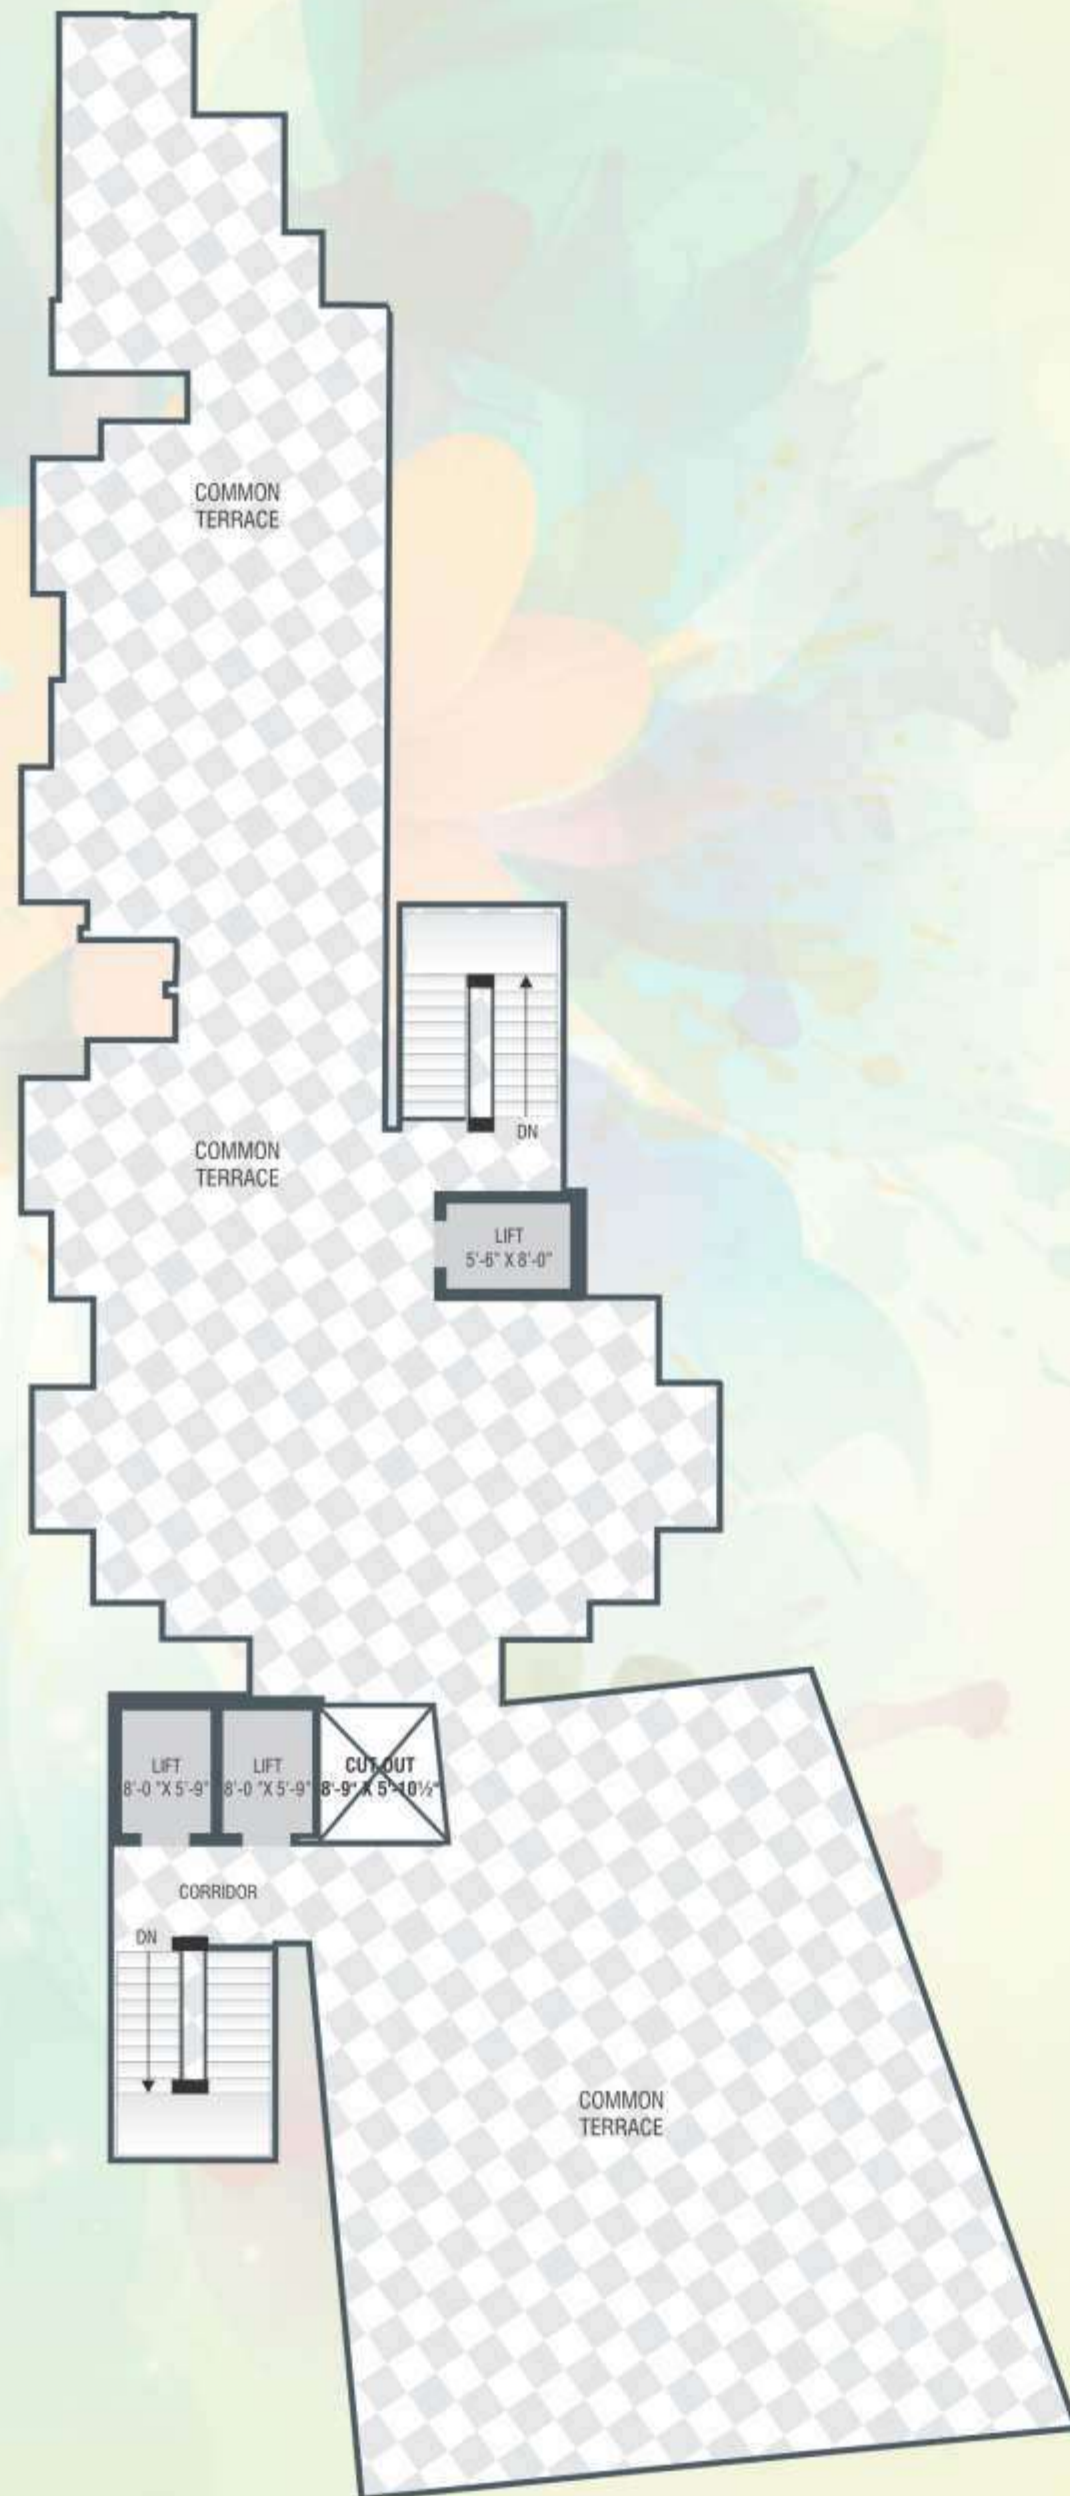 COMMON
TERRACE
COMMON
TERRACE
DN
LIFT
5'-6" X 8'-0"
LIFT
8'-0 "X 5'-9"
LIFT
8'-0 "X 5'-9"
CUT OUT
8'-9" X 5'-10½"
CORRIDOR
DN
COMMON
TERRACE